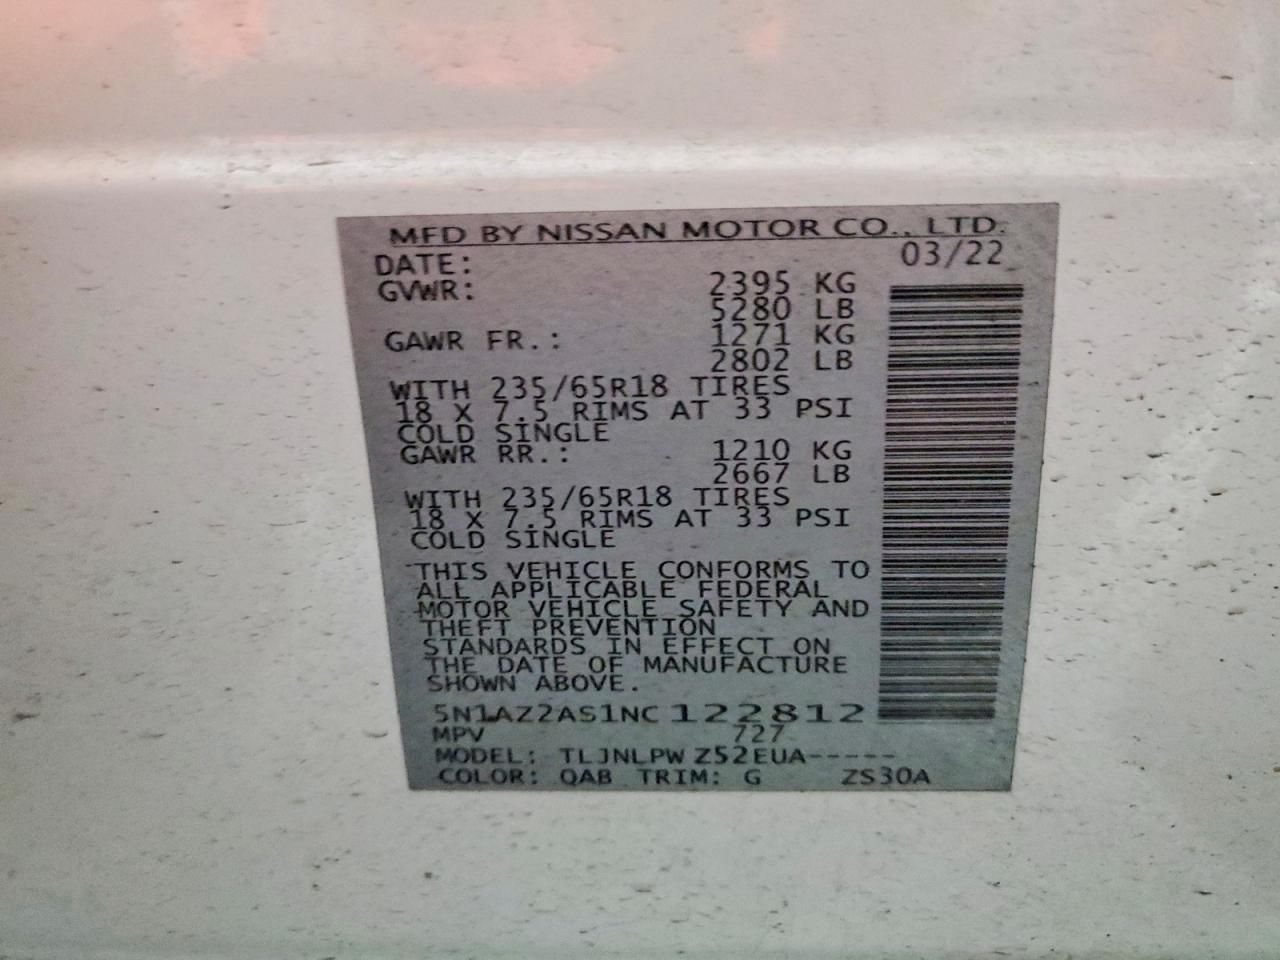 MFD BY NISSAN MOTOR CO., LTD.
DATE: 03/22
GVWR: 2395 KG
5280 LB
GAWR FR.: 1271 KG
2802 LB
WITH 235/65R18 TIRES
18 X 7.5 RIMS AT 33 PSI
COLD SINGLE
GAWR RR.: 1210 KG
2667 LB
WITH 235/65R18 TIRES
18 X 7.5 RIMS AT 33 PSI
COLD SINGLE
THIS VEHICLE CONFORMS TO
ALL APPLICABLE FEDERAL
MOTOR VEHICLE SAFETY AND
THEFT PREVENTION
STANDARDS IN EFFECT ON
THE DATE OF MANUFACTURE
SHOWN ABOVE.
5N1AZ2AS1NC122812
MPV 727
MODEL: TLJNLPW Z52EUA-----
COLOR: QAB TRIM: G ZS30A